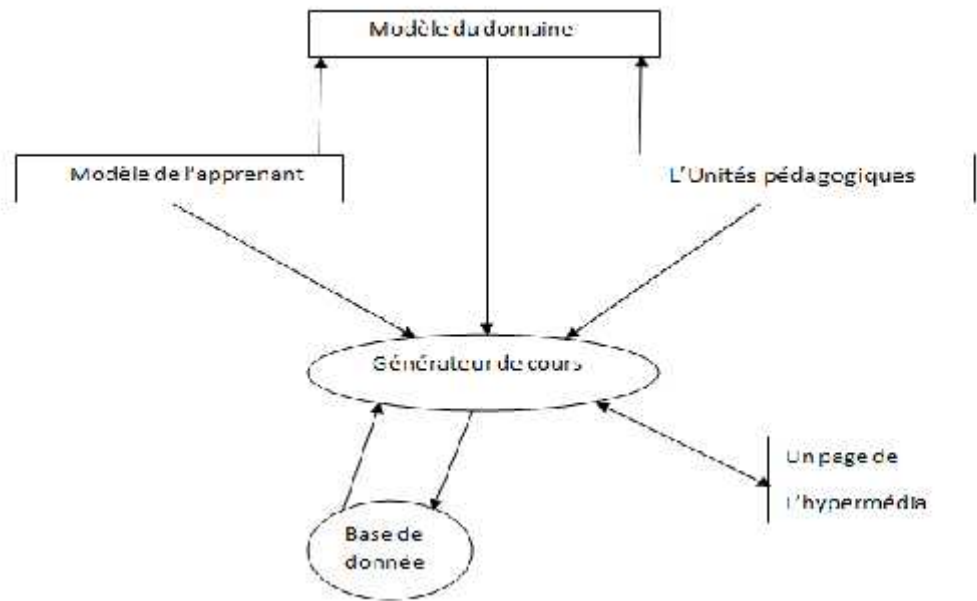 Modèle du domaine
Modèle de l'apprenant
L'Unités pédagogiques
Générateur de cours
Un page de
L'hypermédia
Base de
donnée